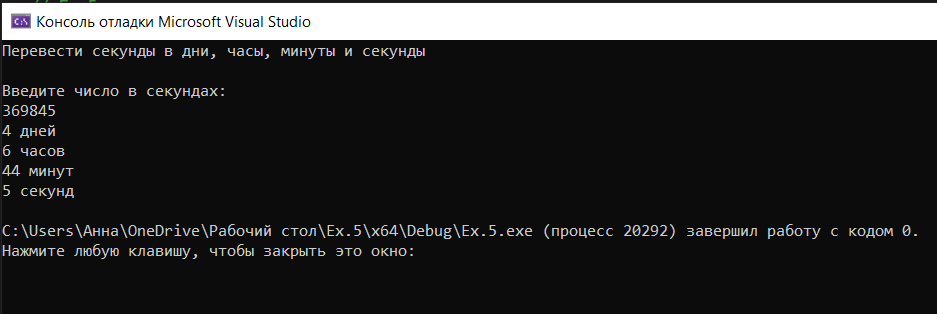 Консоль отладки Microsoft Visual Studio
Перевести секунды в дни, часы, минуты и секунды
Введите число в секундах:
369845
4 дней
6 часов
44 минут
5 секунд
C:\Users\Анна\OneDrive\Рабочий стол\Ex.5\x64\Debug\Ex.5.exe (процесс 20292) завершил работу с кодом 0.
Нажмите любую клавишу, чтобы закрыть это окно: